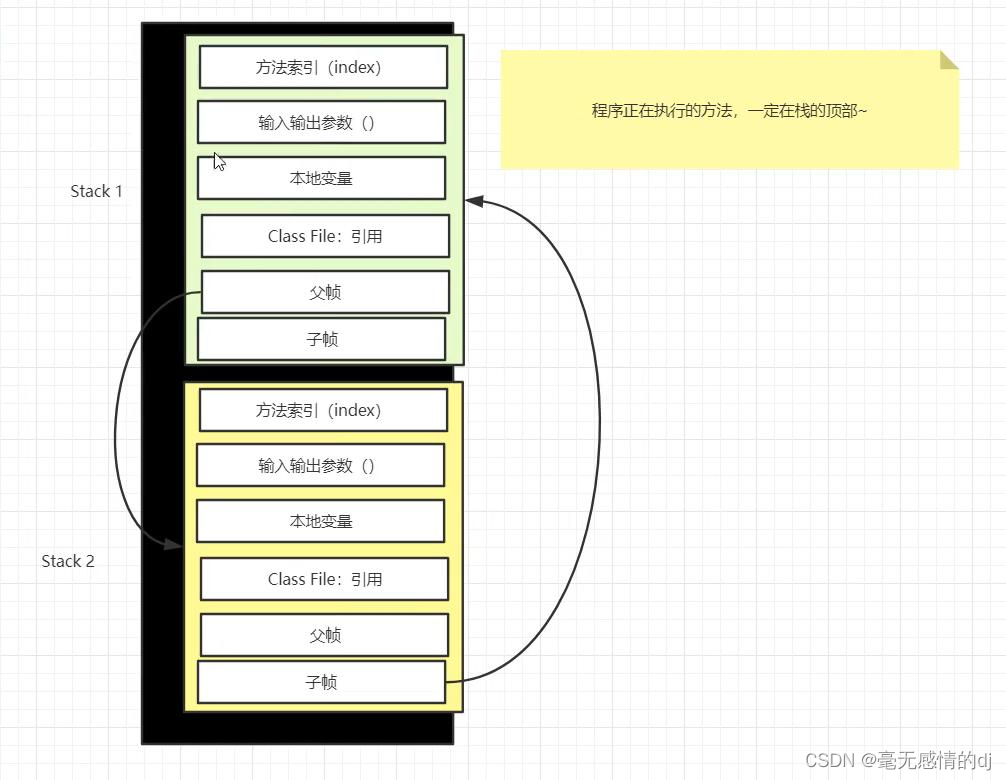 方法索引（index）
输入输出参数（）
本地变量
Class File：引用
父帧
子帧
Stack 1
程序正在执行的方法，一定在栈的顶部~
方法索引（index）
输入输出参数（）
本地变量
Class File：引用
父帧
子帧
Stack 2
CSDN @毫无感情的dj